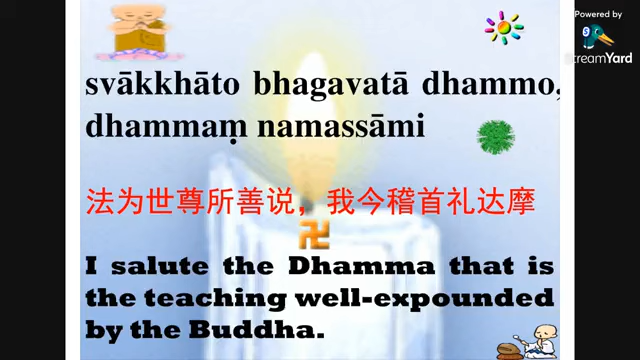 Powered by
StreamYard
svākkhāto bhagavatā dhammo,
dhammaṃ namassāmi
法为世尊所善说，我今稽首礼达摩
卍
I salute the Dhamma that is
the teaching well-expounded
by the Buddha.